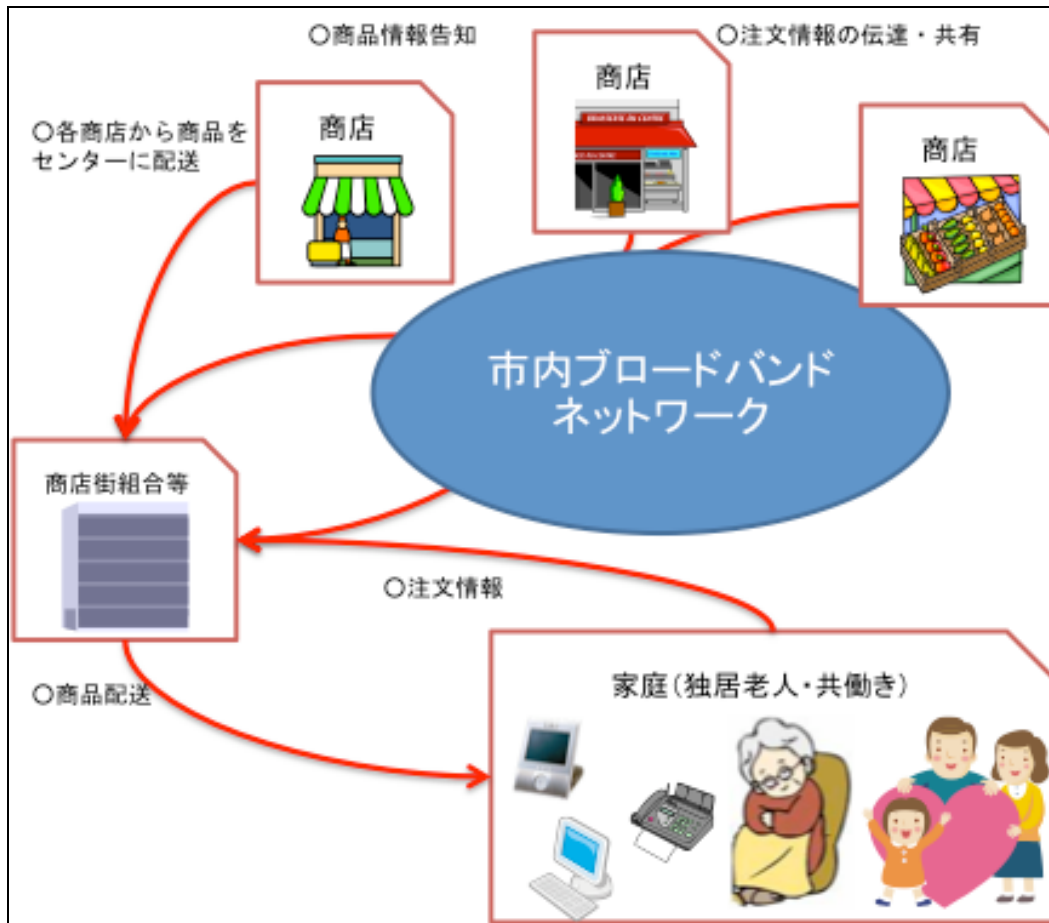 ○商品情報告知
○注文情報の伝達・共有
商店
○各商店から商品を
センターに配送
商店
商店
市内ブロードバンド
ネットワーク
商店街組合等
○注文情報
○商品配送
家庭(独居老人・共働き)